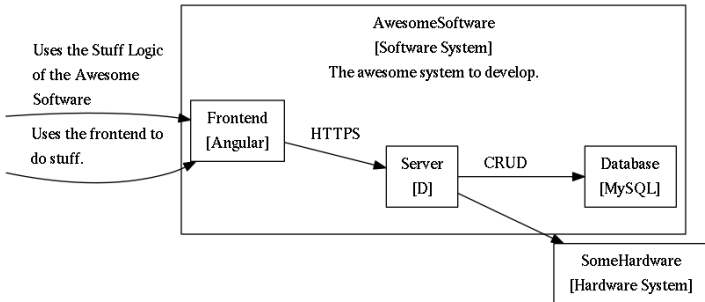 AwesomeSoftware
[Software System]
The awesome system to develop.
Uses the Stuff Logic
of the Awesome
Software
Uses the frontend to
do stuff.
Frontend
[Angular]
HTTPS
Server
[D]
CRUD
Database
[MySQL]
SomeHardware
[Hardware System]